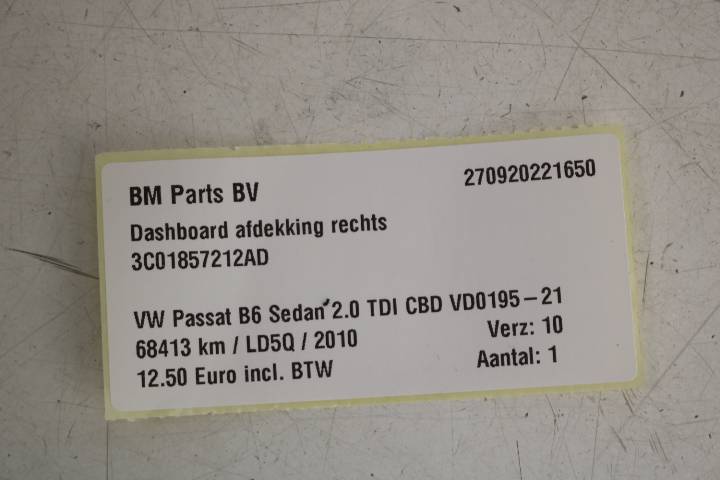 BM Parts BV 270920221650
Dashboard afdekking rechts
3C01857212AD
VW Passat B6 Sedan 2.0 TDI CBD VD0195-21
68413 km / LD5Q / 2010 Verz: 10
12.50 Euro incl. BTW Aantal: 1